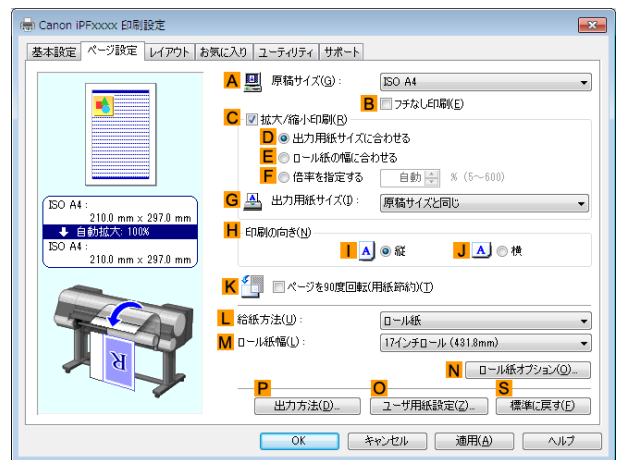 Canon iPFxxxx 印刷設定
基本設定 ページ設定 レイアウト お気に入り ユーティリティ サポート
A 原稿サイズ(G): ISO A4
B フチなし印刷(E)
C 拡大/縮小印刷(R)
D 出力用紙サイズに合わせる
E ロール紙の幅に合わせる
F 倍率を指定する 自動 % (5~600)
G 出力用紙サイズ(I): 原稿サイズと同じ
ISO A4:
210.0 mm x 297.0 mm
自動拡大: 100%
ISO A4:
210.0 mm x 297.0 mm
H 印刷の向き(N)
I A 縦 J A 横
K ページを90度回転(用紙節約)(T)
L 給紙方法(U): ロール紙
M ロール紙幅(L): 17インチロール (431.8mm)
R
N ロール紙オプション(O)...
P O S
出力方法(D)... ユーザ用紙設定(Z)... 標準に戻す(F)
OK キャンセル 適用(A) ヘルプ